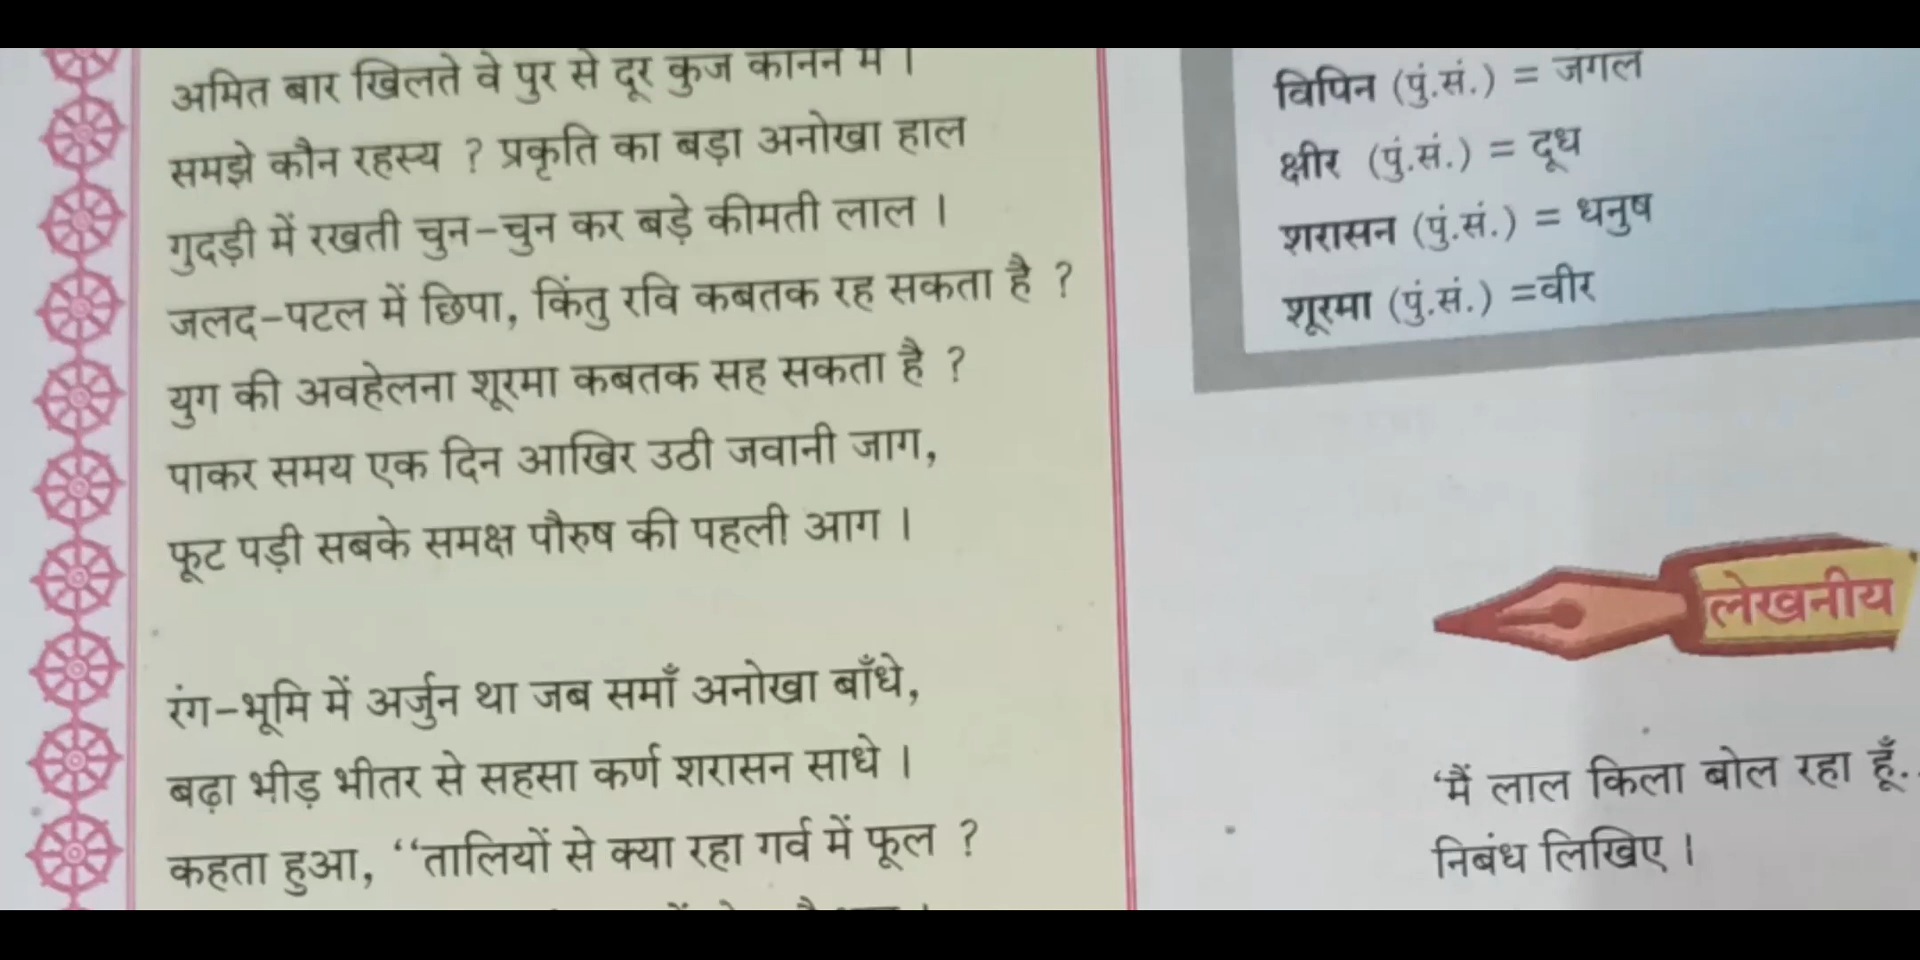 अमित बार खिलते वे पुर से दूर कुंज कानन में ।
समझे कौन रहस्य ? प्रकृति का बड़ा अनोखा हाल
गुदड़ी में रखती चुन-चुन कर बड़े कीमती लाल ।
जलद-पटल में छिपा, किंतु रवि कबतक रह सकता है ?
युग की अवहेलना शूरमा कबतक सह सकता है ?
पाकर समय एक दिन आखिर उठी जवानी जाग,
फूट पड़ी सबके समक्ष पौरुष की पहली आग ।
रंग-भूमि में अर्जुन था जब समाँ अनोखा बाँधे,
बढ़ा भीड़ भीतर से सहसा कर्ण शरासन साधे ।
कहता हुआ, ‘‘तालियों से क्या रहा गर्व में फूल ?
विपिन (पुं.सं.) = जंगल
क्षीर (पुं.सं.) = दूध
शरासन (पुं.सं.) = धनुष
शूरमा (पुं.सं.) =वीर
लेखनीय
‘मैं लाल किला बोल रहा हूँ..
निबंध लिखिए ।